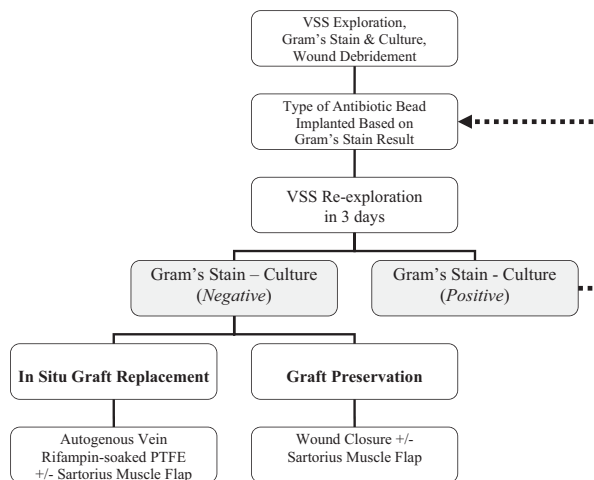 VSS Exploration,
Gram's Stain & Culture,
Wound Debridement
Type of Antibiotic Bead
Implanted Based on
Gram's Stain Result
VSS Re-exploration
in 3 days
Gram's Stain – Culture
(Negative)
Gram's Stain - Culture
(Positive)
In Situ Graft Replacement
Graft Preservation
Autogenous Vein
Rifampin-soaked PTFE
+/- Sartorius Muscle Flap
Wound Closure +/-
Sartorius Muscle Flap